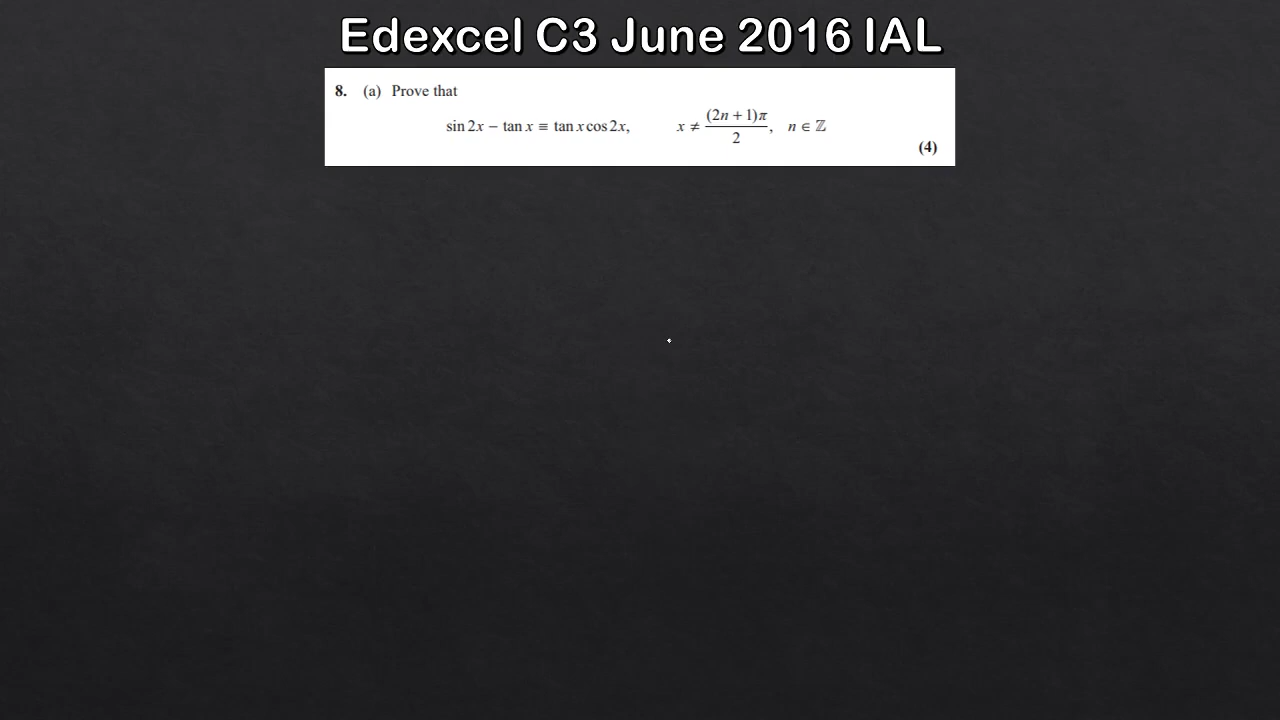 Edexcel C3 June 2016 IAL
8. (a) Prove that
sin 2x − tan x ≡ tan x cos 2x, x ≠ (2n + 1)π / 2, n ∈ ℤ
(4)